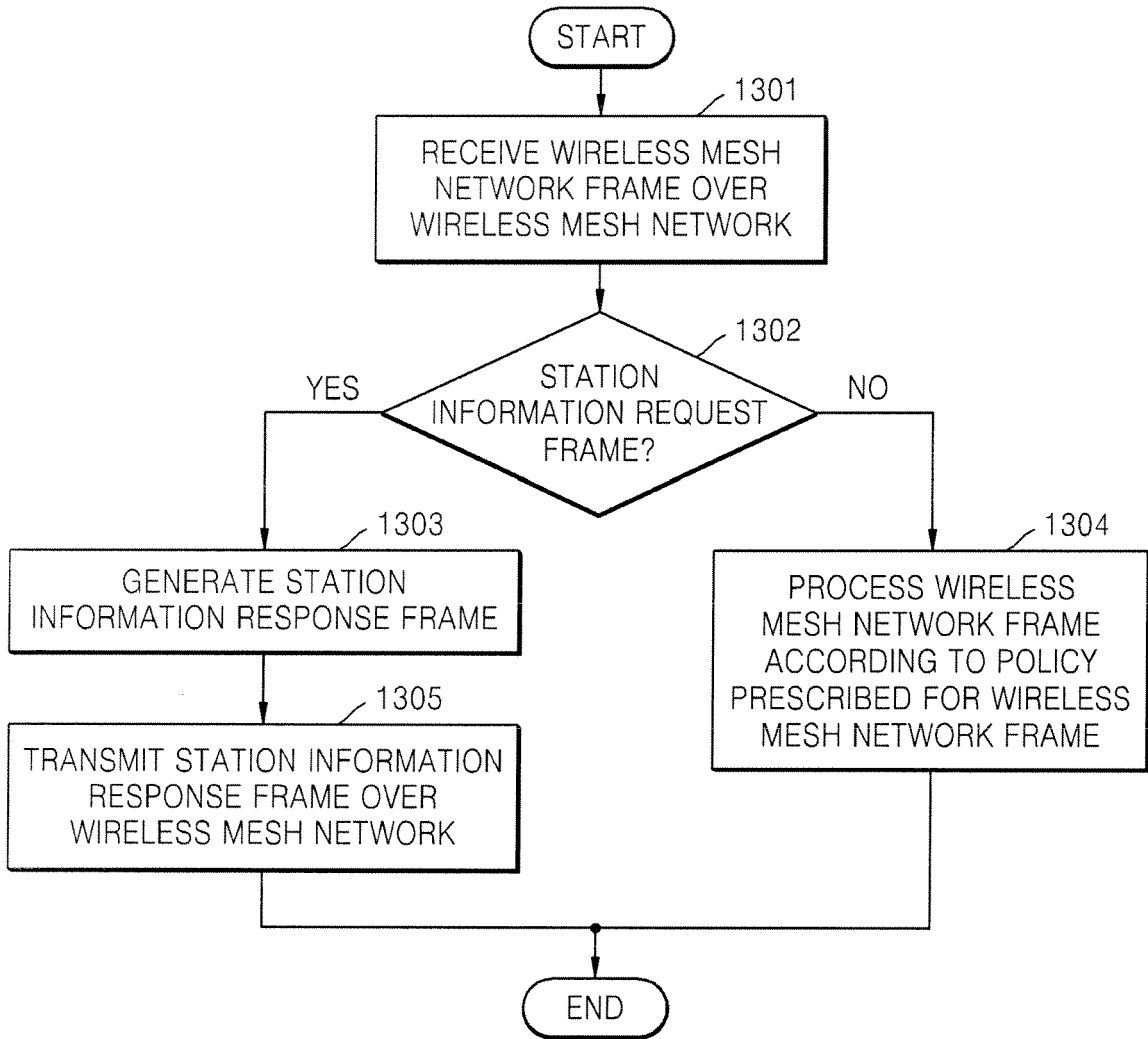 START
1301
RECEIVE WIRELESS MESH
NETWORK FRAME OVER
WIRELESS MESH NETWORK
1302
STATION
INFORMATION REQUEST
FRAME?
YES
NO
1303
GENERATE STATION
INFORMATION RESPONSE FRAME
1304
PROCESS WIRELESS
MESH NETWORK FRAME
ACCORDING TO POLICY
PRESCRIBED FOR WIRELESS
MESH NETWORK FRAME
1305
TRANSMIT STATION INFORMATION
RESPONSE FRAME OVER
WIRELESS MESH NETWORK
END